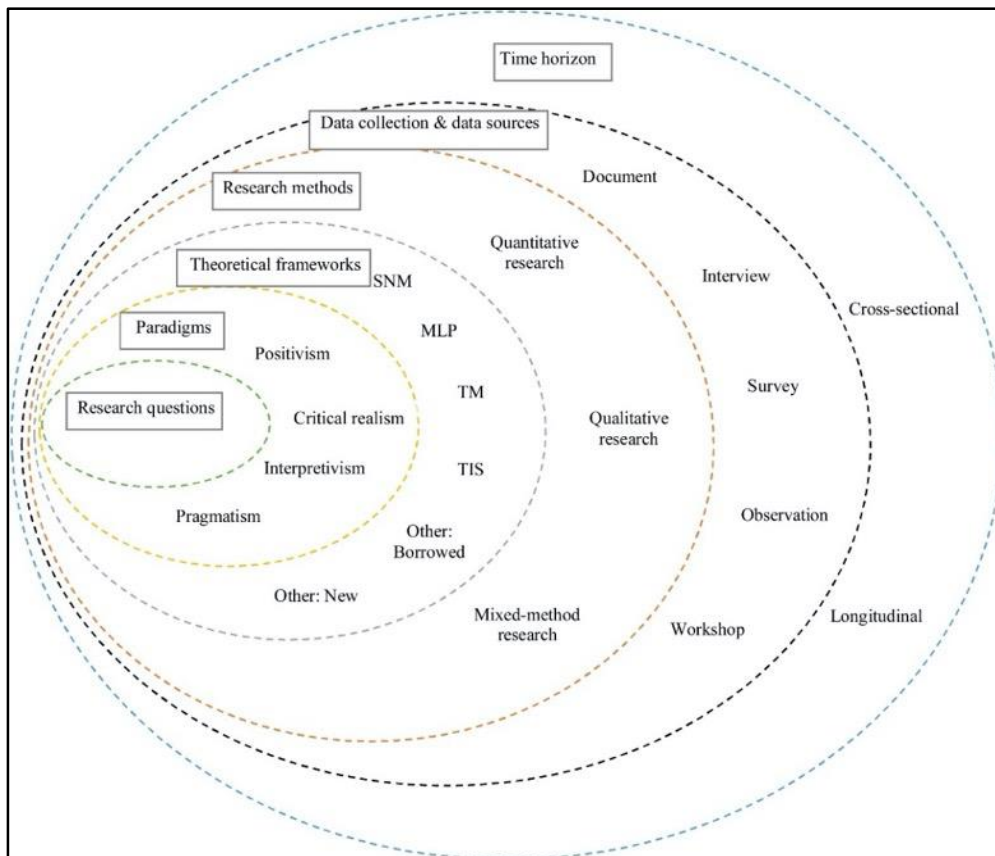 Time horizon
Data collection & data sources
Document
Research methods
Quantitative
research
Theoretical frameworks
SNM
Interview
Cross-sectional
Paradigms
MLP
Positivism
Survey
TM
Research questions
Critical realism
Qualitative
research
Interpretivism
TIS
Pragmatism
Observation
Other:
Borrowed
Other: New
Mixed-method
research
Workshop
Longitudinal